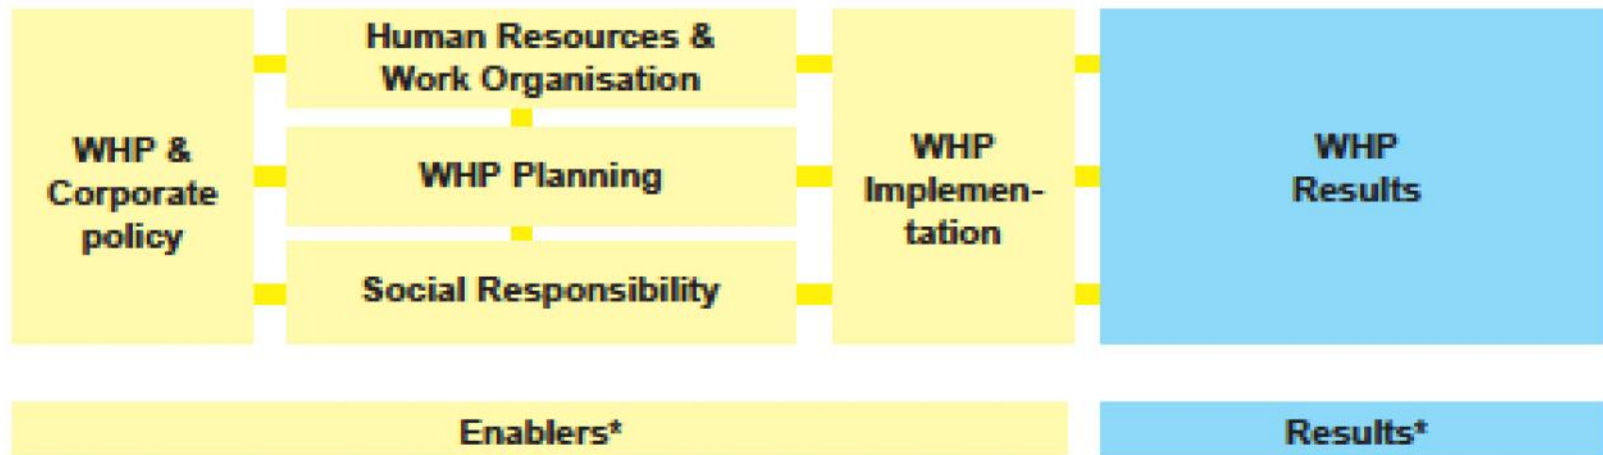 Human Resources &
Work Organisation
WHP &
Corporate
policy
WHP Planning
Social Responsibility
WHP
Implemen-
tation
WHP
Results
Enablers*
Results*